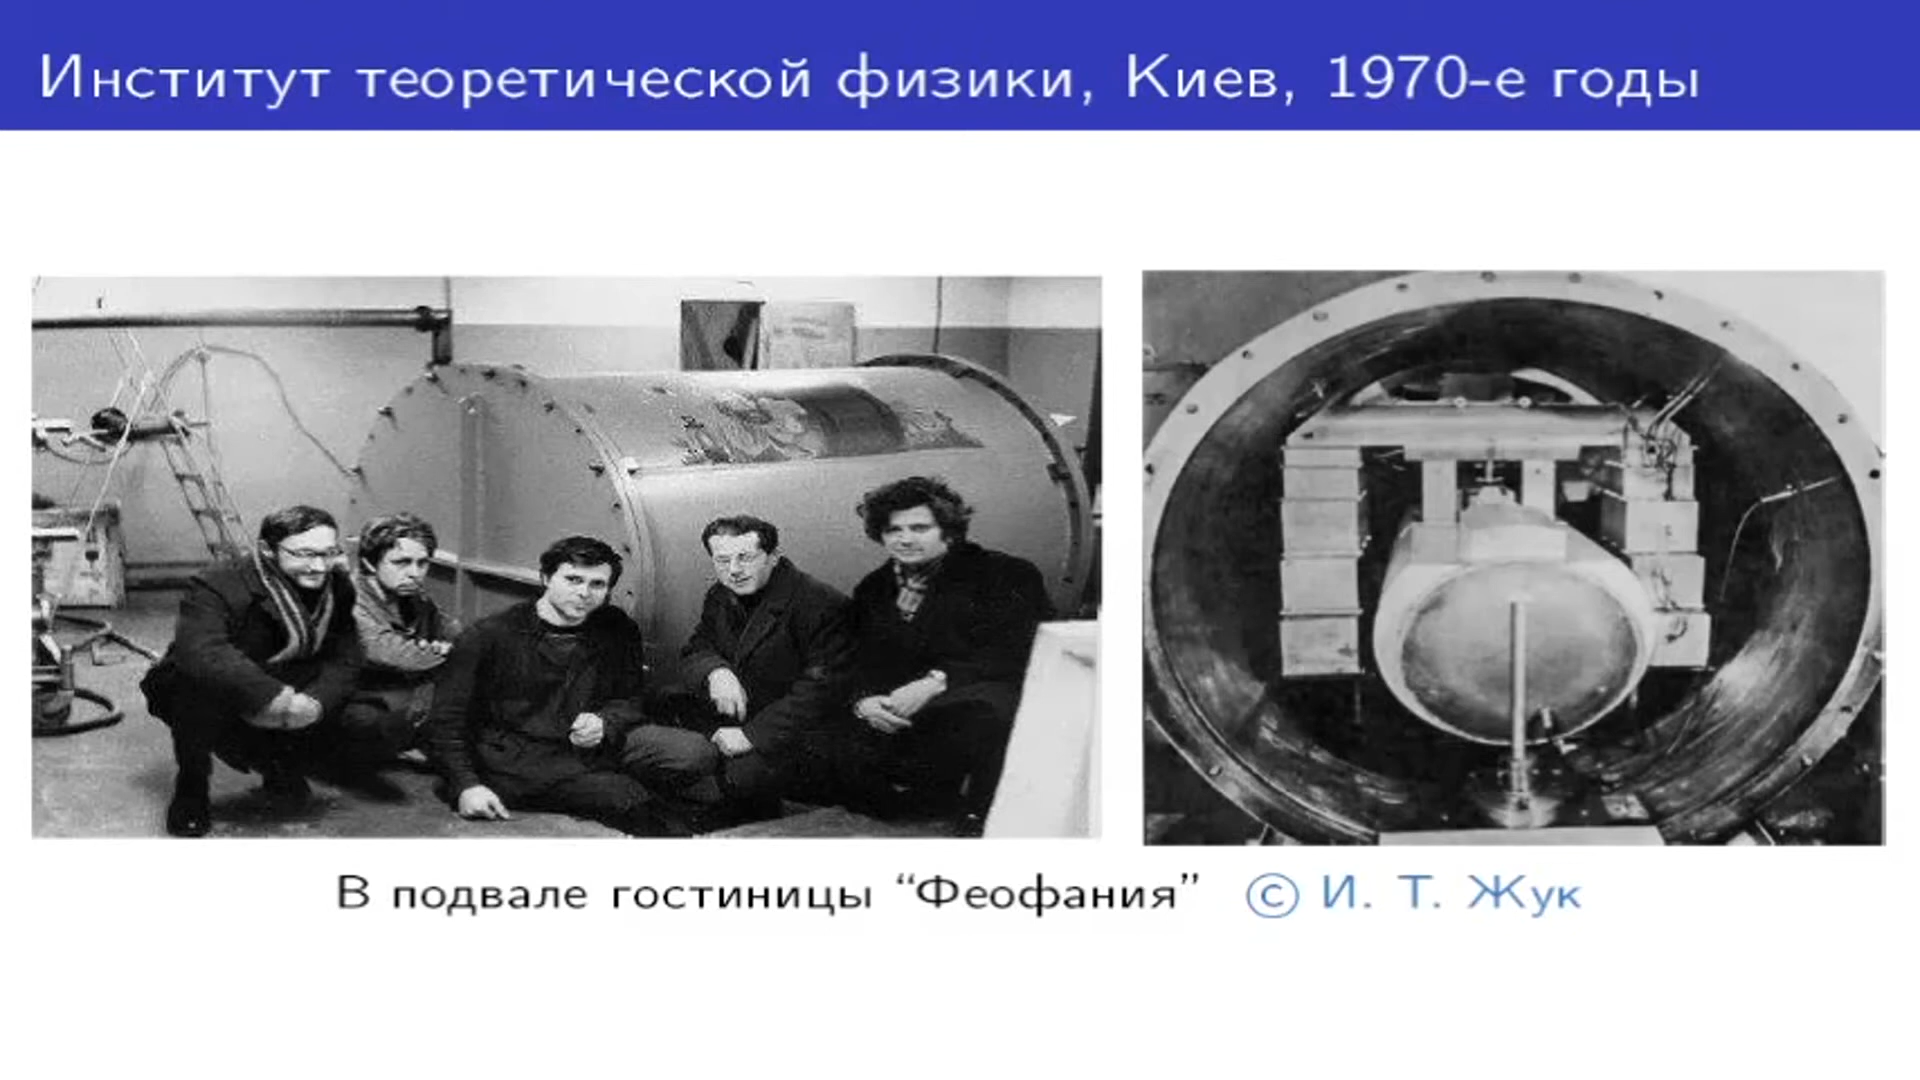 Институт теоретической физики, Киев, 1970-е годы
В подвале гостиницы “Феофания” © И. Т. Жук